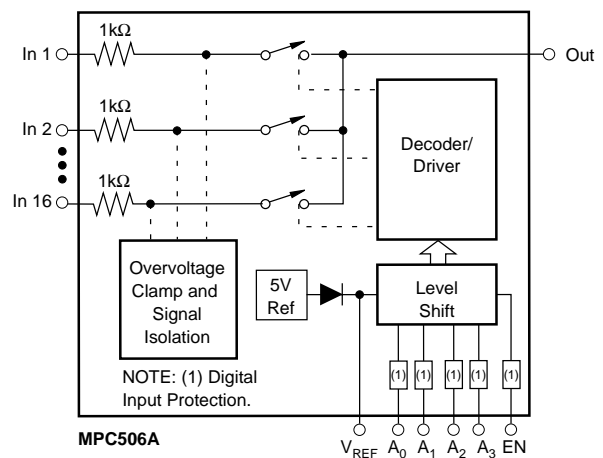 1kΩ
In 1
Out
1kΩ
In 2
Decoder/
Driver
1kΩ
In 16
Overvoltage
Clamp and
Signal
Isolation
5V
Ref
Level
Shift
(1) (1) (1) (1) (1)
NOTE: (1) Digital
Input Protection.
MPC506A
VREF A0 A1 A2 A3 EN